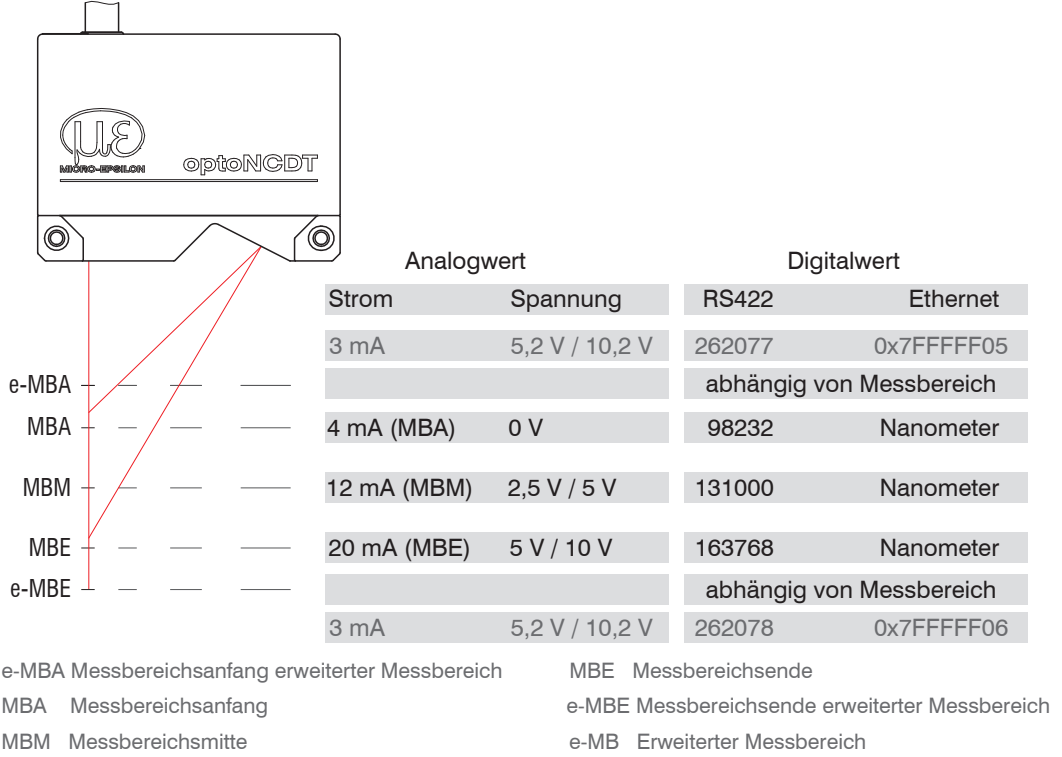 µε
MICRO-EPSILON
optoNCDT
Analogwert Digitalwert
Strom Spannung RS422 Ethernet
3 mA 5,2 V / 10,2 V 262077 0x7FFFFF05
e-MBA abhängig von Messbereich
MBA 4 mA (MBA) 0 V 98232 Nanometer
MBM 12 mA (MBM) 2,5 V / 5 V 131000 Nanometer
MBE 20 mA (MBE) 5 V / 10 V 163768 Nanometer
e-MBE abhängig von Messbereich
3 mA 5,2 V / 10,2 V 262078 0x7FFFFF06
e-MBA Messbereichsanfang erweiterter Messbereich MBE Messbereichsende
MBA Messbereichsanfang e-MBE Messbereichsende erweiterter Messbereich
MBM Messbereichsmitte e-MB Erweiterter Messbereich